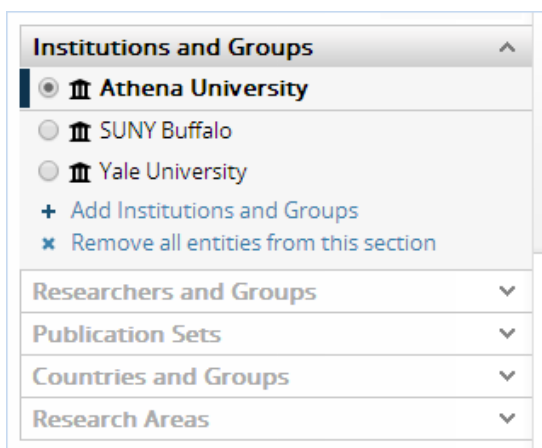 Institutions and Groups
Athena University
SUNY Buffalo
Yale University
Add Institutions and Groups
Remove all entities from this section
Researchers and Groups
Publication Sets
Countries and Groups
Research Areas